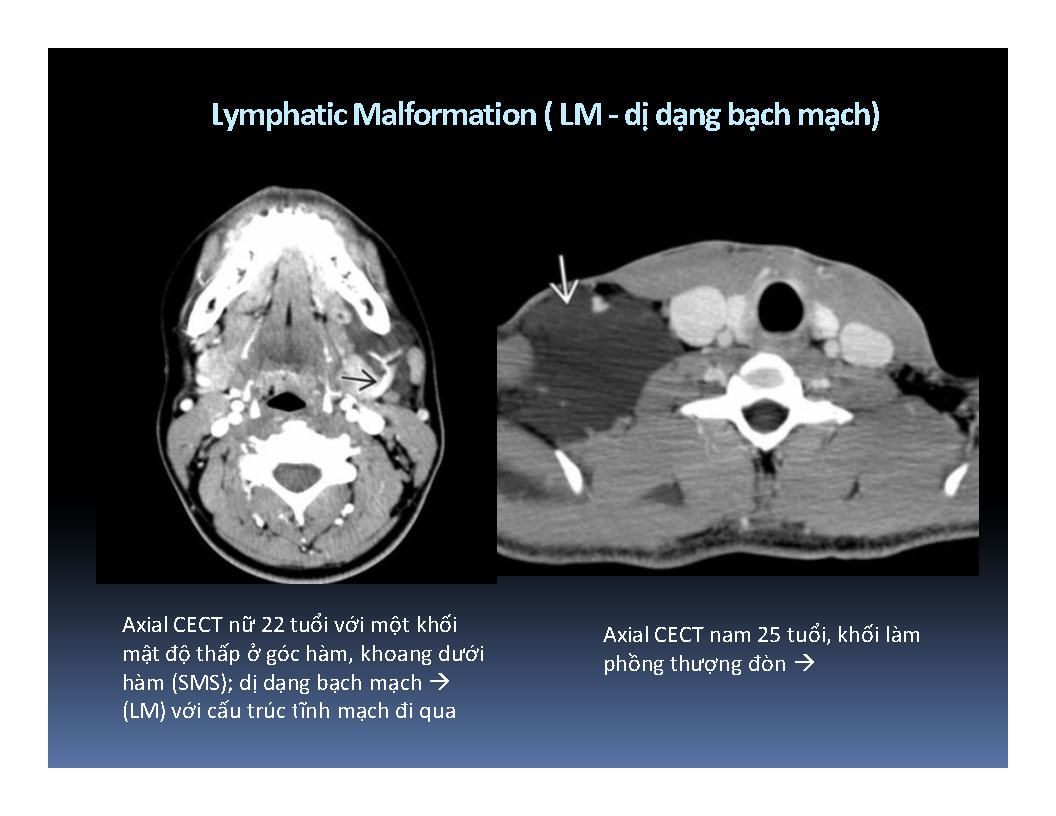 Lymphatic Malformation ( LM - dị dạng bạch mạch)
Axial CECT nữ 22 tuổi với một khối
mật độ thấp ở góc hàm, khoang dưới
hàm (SMS); dị dạng bạch mạch →
(LM) với cấu trúc tĩnh mạch đi qua
Axial CECT nam 25 tuổi, khối làm
phồng thượng đòn →